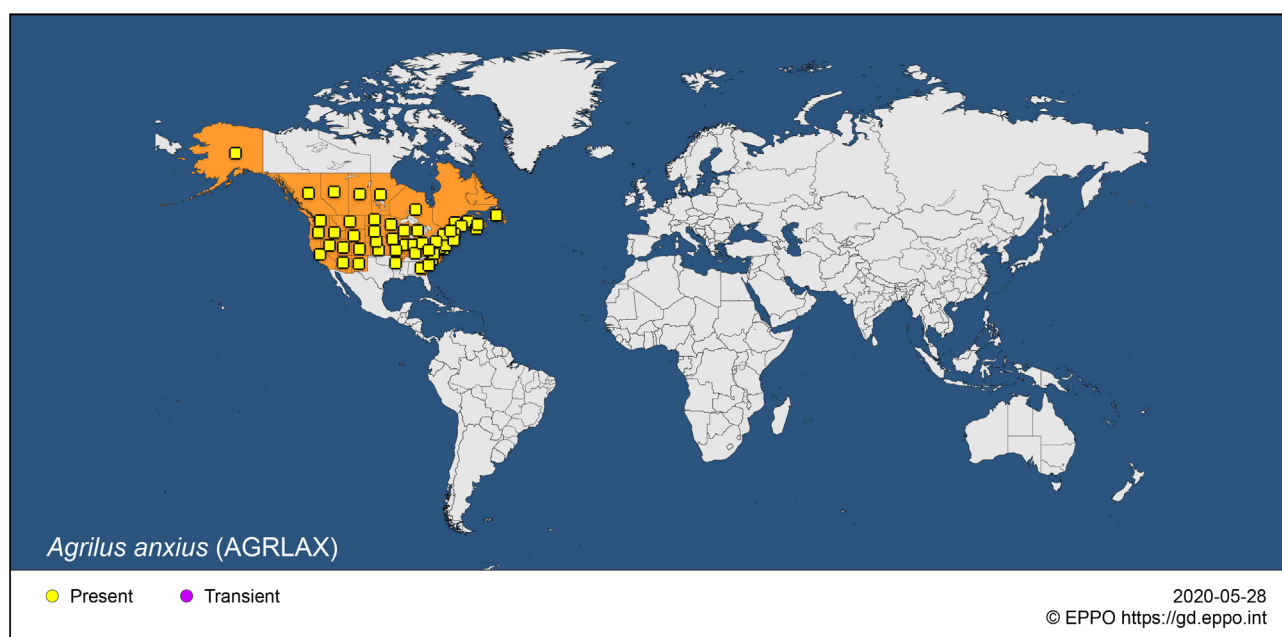 Agrilus anxius (AGRLAX)
Present
Transient
2020-05-28
© EPPO https://gd.eppo.int